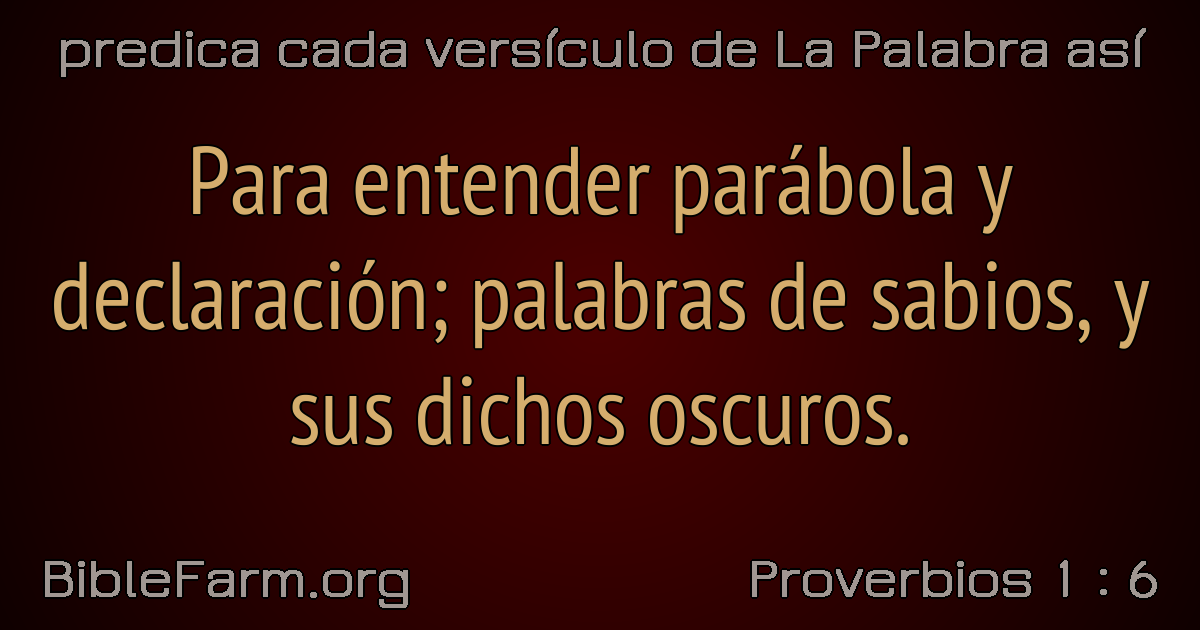 predica cada versículo de La Palabra así
Para entender parábola y
declaración; palabras de sabios, y
sus dichos oscuros.
BibleFarm.org
Proverbios 1 : 6